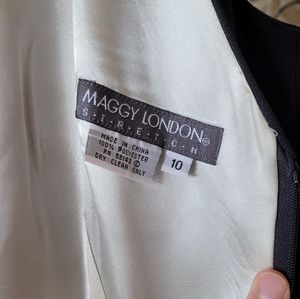 MAGGY LONDON®
S·T·R·E·T·C·H
MADE IN CHINA
100% POLYESTER
DRY CLEAN ONLY
10